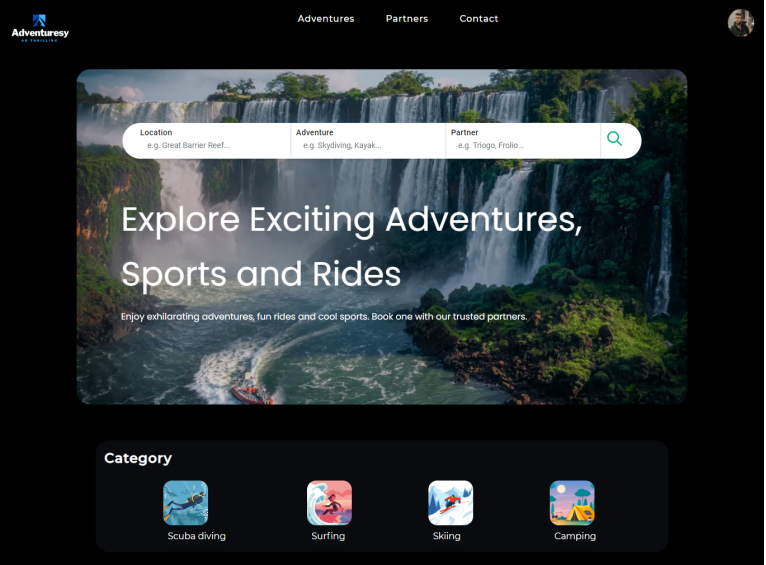 Adventures Partners Contact
Adventuresy
GO THRILLING
Location Adventure Partner
e.g. Great Barrier Reef... e.g. Skydiving, Kayak... e.g. Triogo, Frolio...
Explore Exciting Adventures,
Sports and Rides
Enjoy exhilarating adventures, fun rides and cool sports. Book one with our trusted partners.
Category
Scuba diving Surfing Skiing Camping